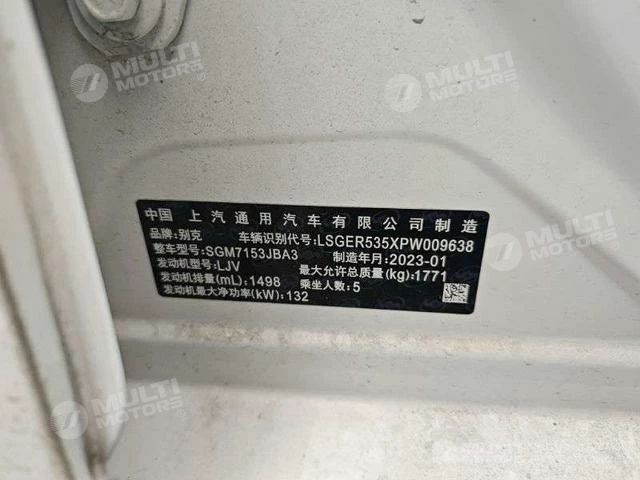 MULTI MOTORS
MULTI MOTORS
中国 上汽通用汽车有限公司 制造
品牌:别克 车辆识别代号:LSGER535XPW009638
整车型号:SGM7153JBA3 制造年月:2023-01
发动机型号:LJV 最大允许总质量(kg):1771
发动机排量(mL):1498 乘坐人数:5
发动机最大净功率(kW):132
MULTI MOTORS
MULTI MOTORS